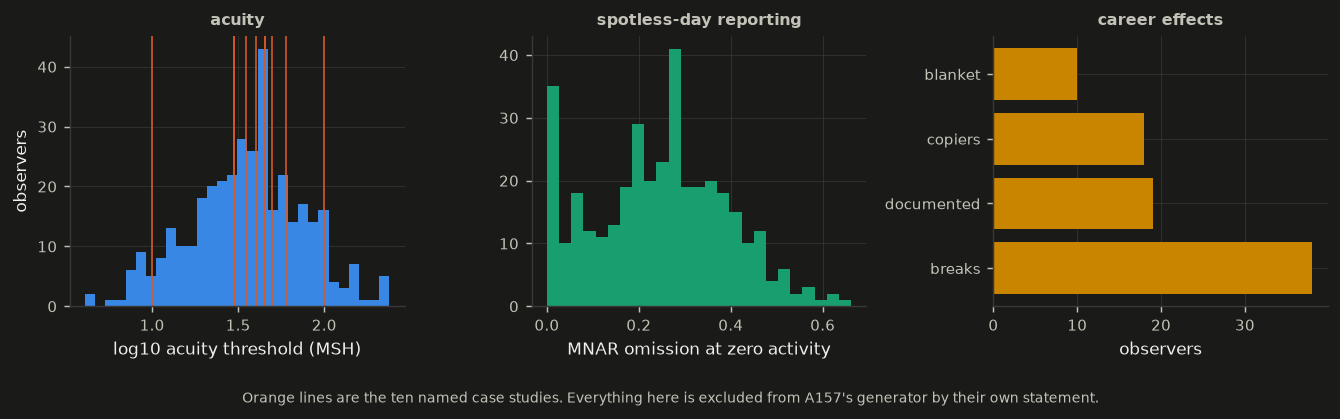 acuity
observers
40
30
20
10
0
1.0 1.5 2.0
log10 acuity threshold (MSH)
spotless-day reporting
40
30
20
10
0
0.0 0.2 0.4 0.6
MNAR omission at zero activity
career effects
blanket
copiers
documented
breaks
0 10 20 30
observers
Orange lines are the ten named case studies. Everything here is excluded from A157's generator by their own statement.